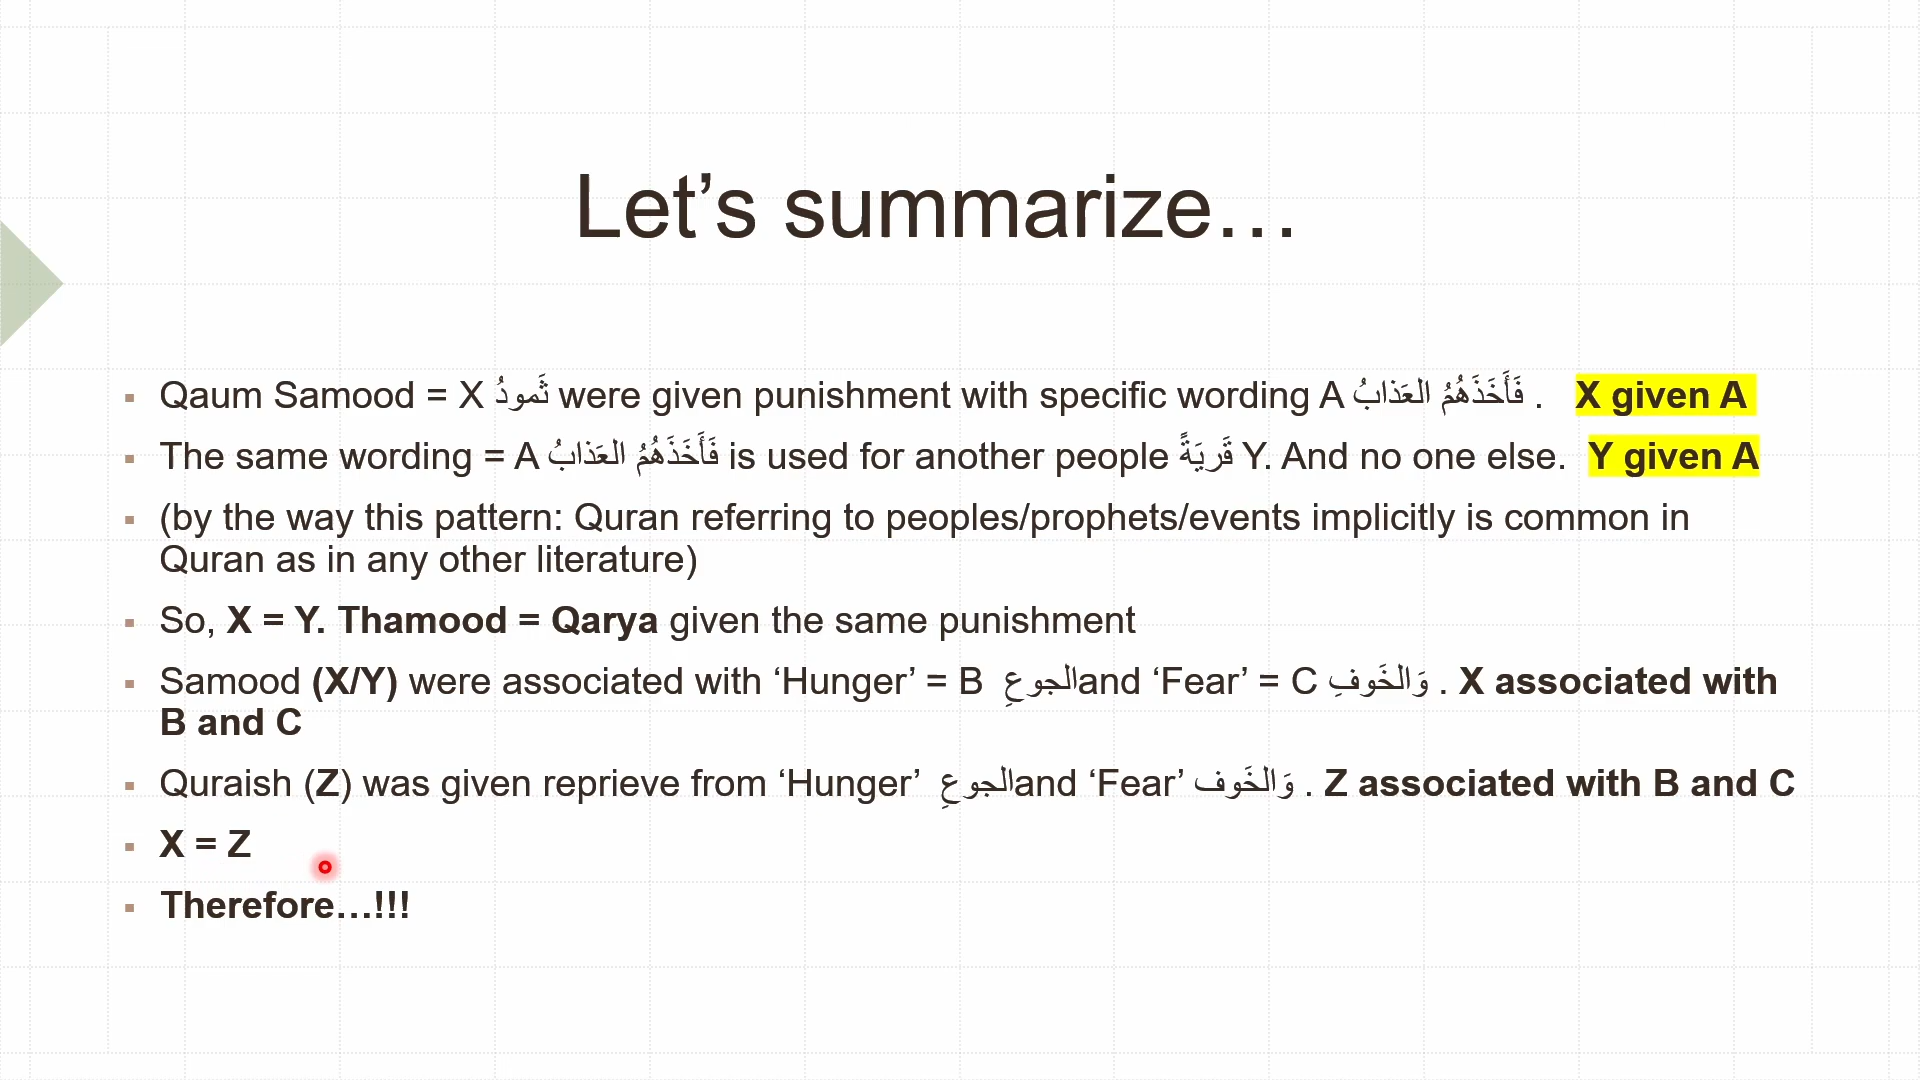 Let’s summarize…
▪ Qaum Samood = X ثَمودُ were given punishment with specific wording A فَأَخَذَهُمُ العَذابُ . X given A
▪ The same wording = A فَأَخَذَهُمُ العَذابُ is used for another people قَريَةً Y. And no one else. Y given A
▪ (by the way this pattern: Quran referring to peoples/prophets/events implicitly is common in
Quran as in any other literature)
▪ So, X = Y. Thamood = Qarya given the same punishment
▪ Samood (X/Y) were associated with ‘Hunger’ = B الجوعِ and ‘Fear’ = C وَالخَوفِ . X associated with
B and C
▪ Quraish (Z) was given reprieve from ‘Hunger’ الجوعِ and ‘Fear’ وَالخَوف . Z associated with B and C
▪ X = Z
▪ Therefore…!!!